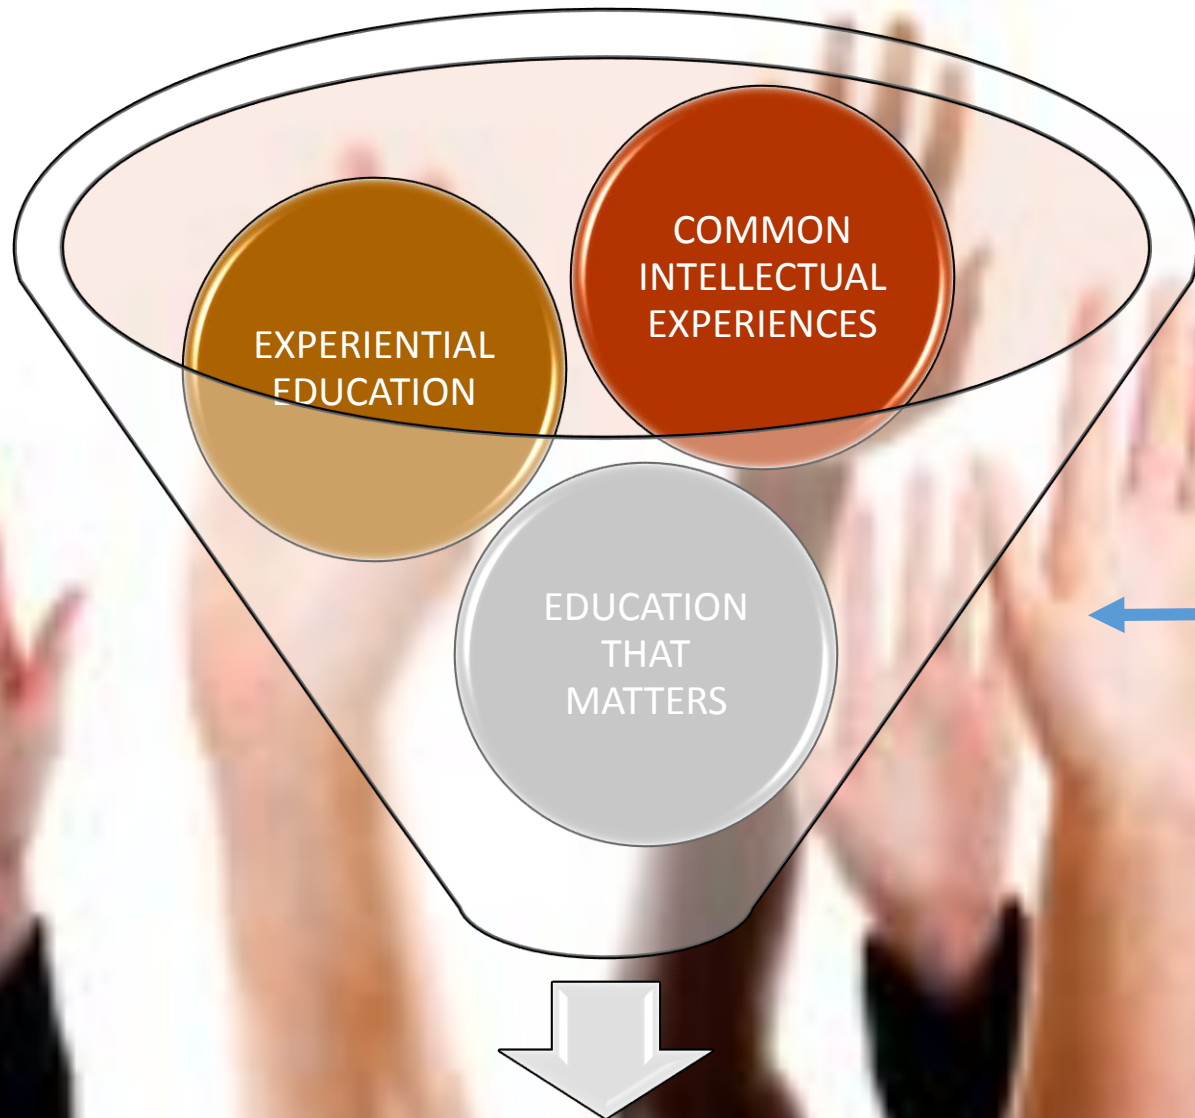 EXPERIENTIAL
EDUCATION
COMMON
INTELLECTUAL
EXPERIENCES
EDUCATION
THAT
MATTERS